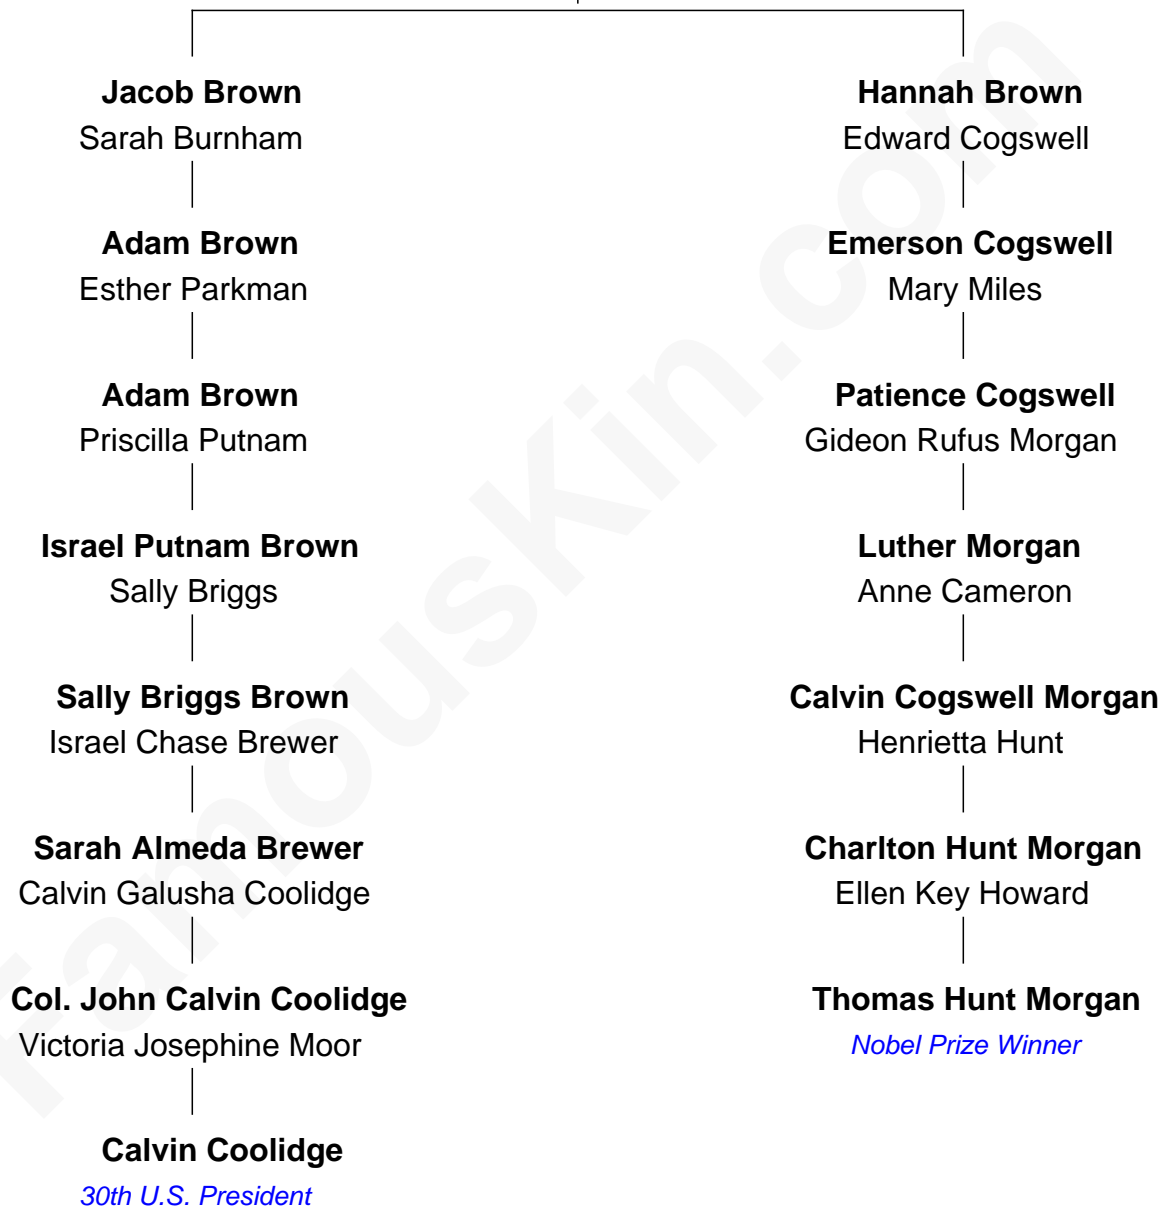 Jacob Brown
Sarah Burnham
Adam Brown
Esther Parkman
Adam Brown
Priscilla Putnam
Israel Putnam Brown
Sally Briggs
Sally Briggs Brown
Israel Chase Brewer
Sarah Almeda Brewer
Calvin Galusha Coolidge
Col. John Calvin Coolidge
Victoria Josephine Moor
Calvin Coolidge
30th U.S. President
Hannah Brown
Edward Cogswell
Emerson Cogswell
Mary Miles
Patience Cogswell
Gideon Rufus Morgan
Luther Morgan
Anne Cameron
Calvin Cogswell Morgan
Henrietta Hunt
Charlton Hunt Morgan
Ellen Key Howard
Thomas Hunt Morgan
Nobel Prize Winner
FamousKin.com